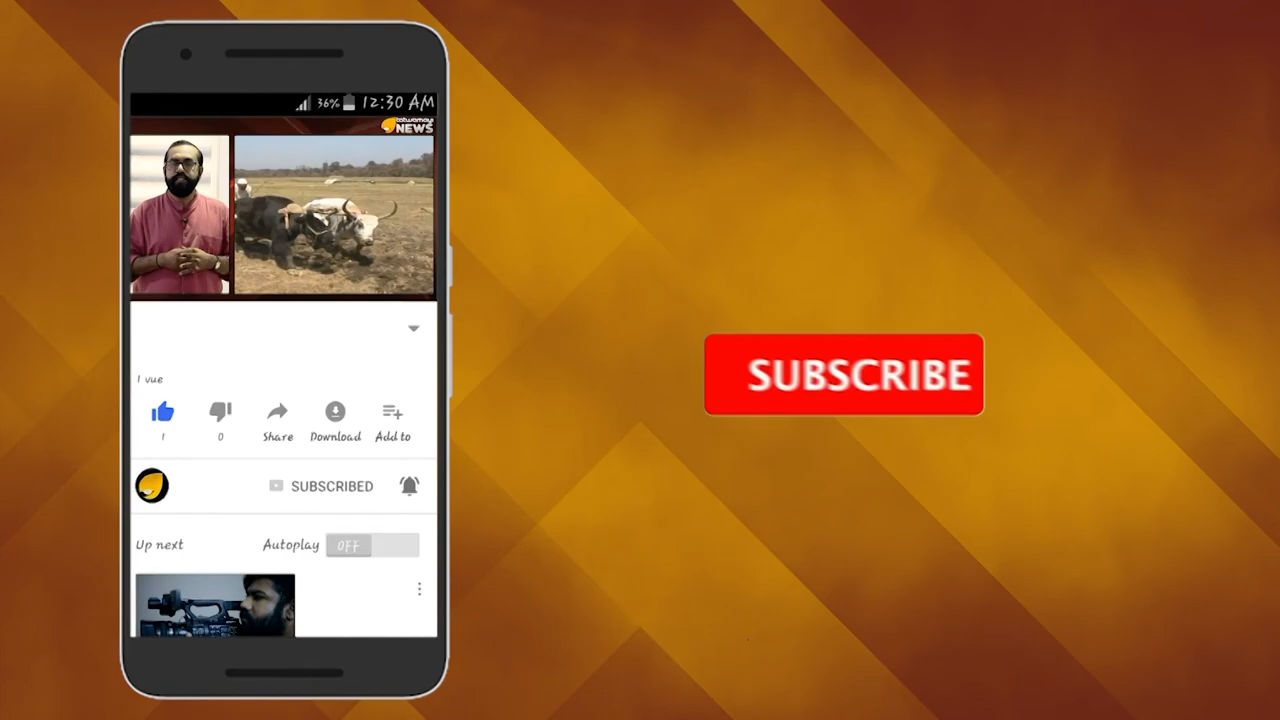 36% 12:30 AM
tatwamayi
NEWS
1 vue
1
0
Share
Download
Add to
SUBSCRIBED
Up next
Autoplay
OFF
SUBSCRIBE